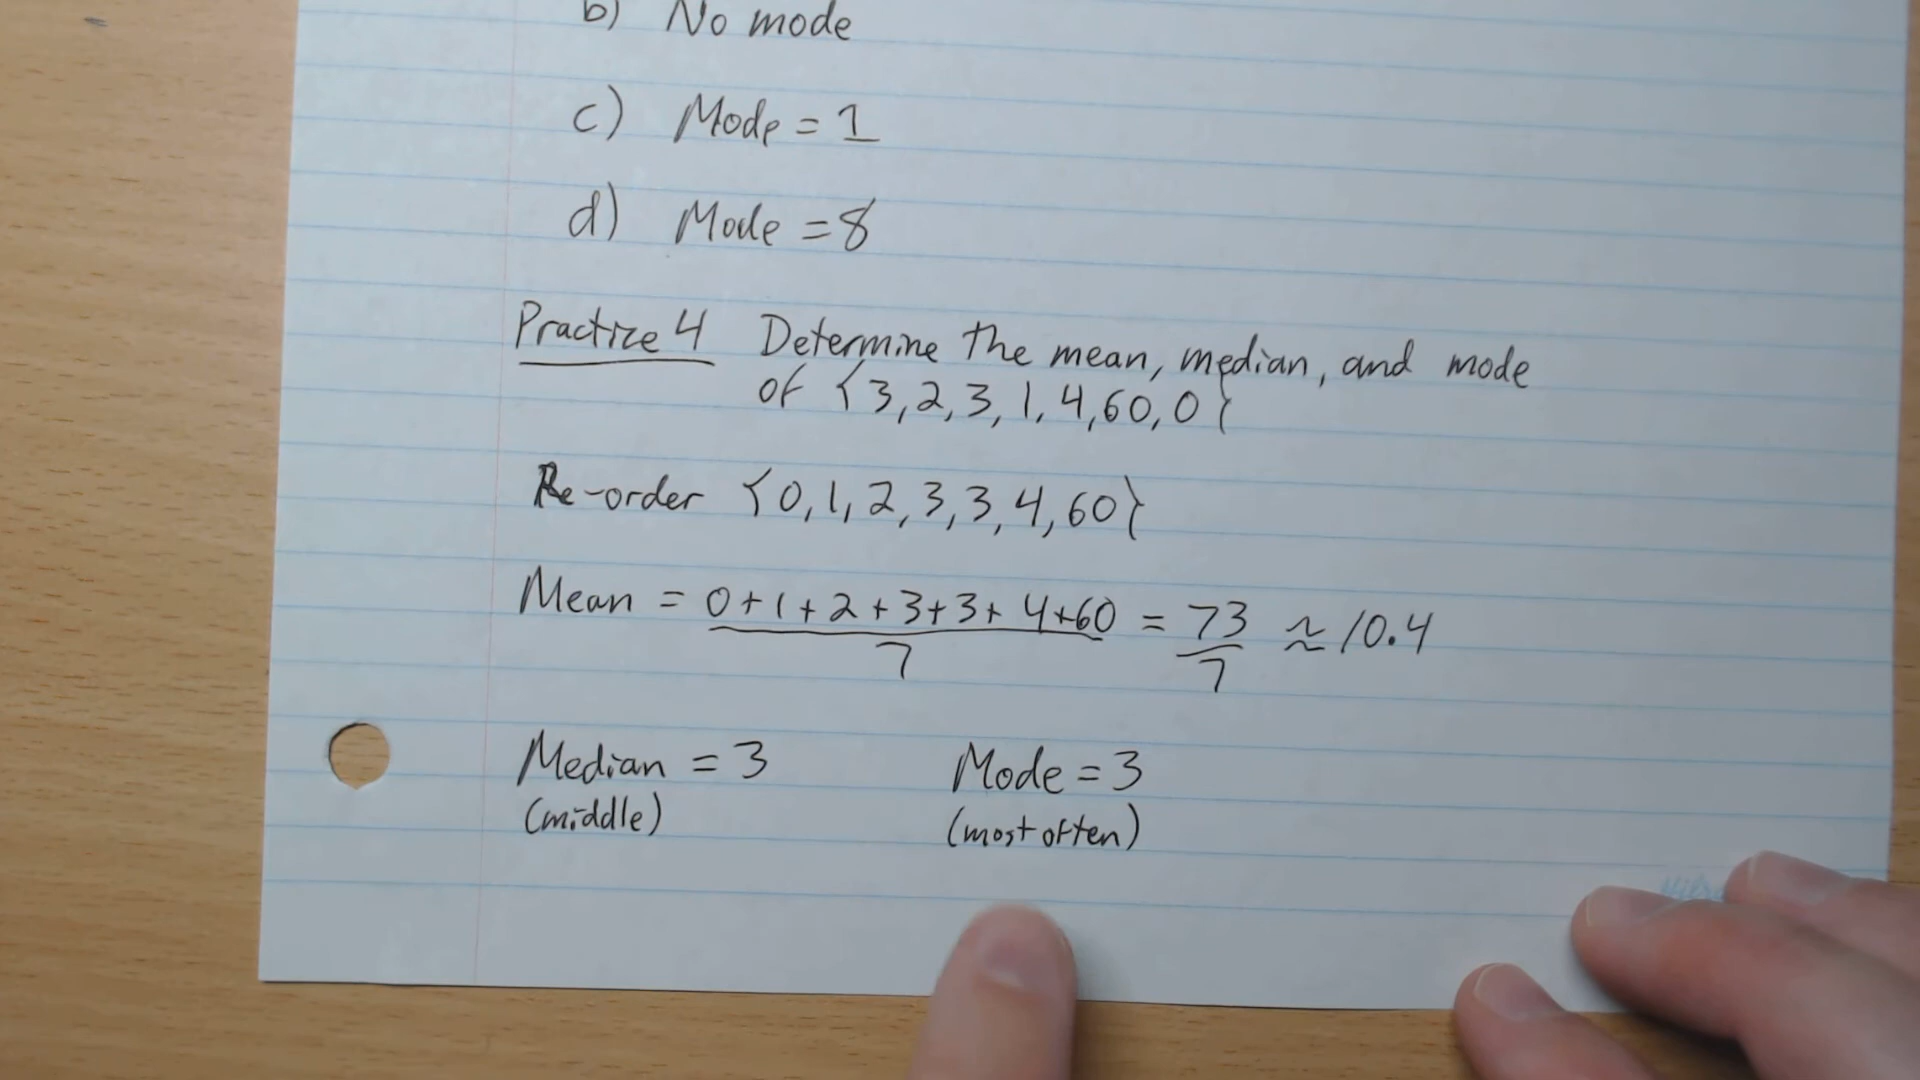 b) No mode
c) Mode = 1
d) Mode = 8
Practice 4 Determine the mean, median, and mode
of {3, 2, 3, 1, 4, 60, 0}
Re-order {0, 1, 2, 3, 3, 4, 60}
Mean = 0+1+2+3+3+4+60 = 73 ≈ 10.4
7 7
Median = 3 Mode = 3
(middle) (most often)